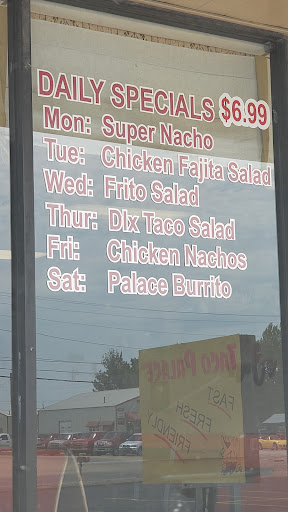 DAILY SPECIALS $6.99
Mon: Super Nacho
Tue: Chicken Fajita Salad
Wed: Frito Salad
Thur: Dlx Taco Salad
Fri: Chicken Nachos
Sat: Palace Burrito
TACO PALACE
FAST
FRESH
FRIENDLY